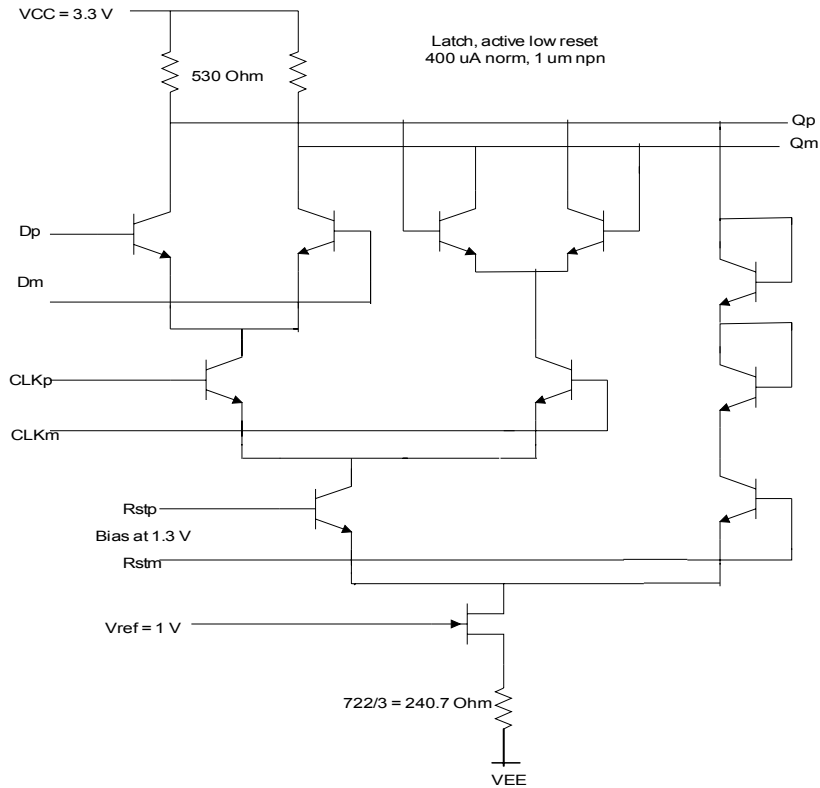 VCC = 3.3 V
Latch, active low reset
400 uA norm, 1 um npn
530 Ohm
Qp
Qm
Dp
Dm
CLKp
CLKm
Rstp
Bias at 1.3 V
Rstm
Vref = 1 V
722/3 = 240.7 Ohm
VEE